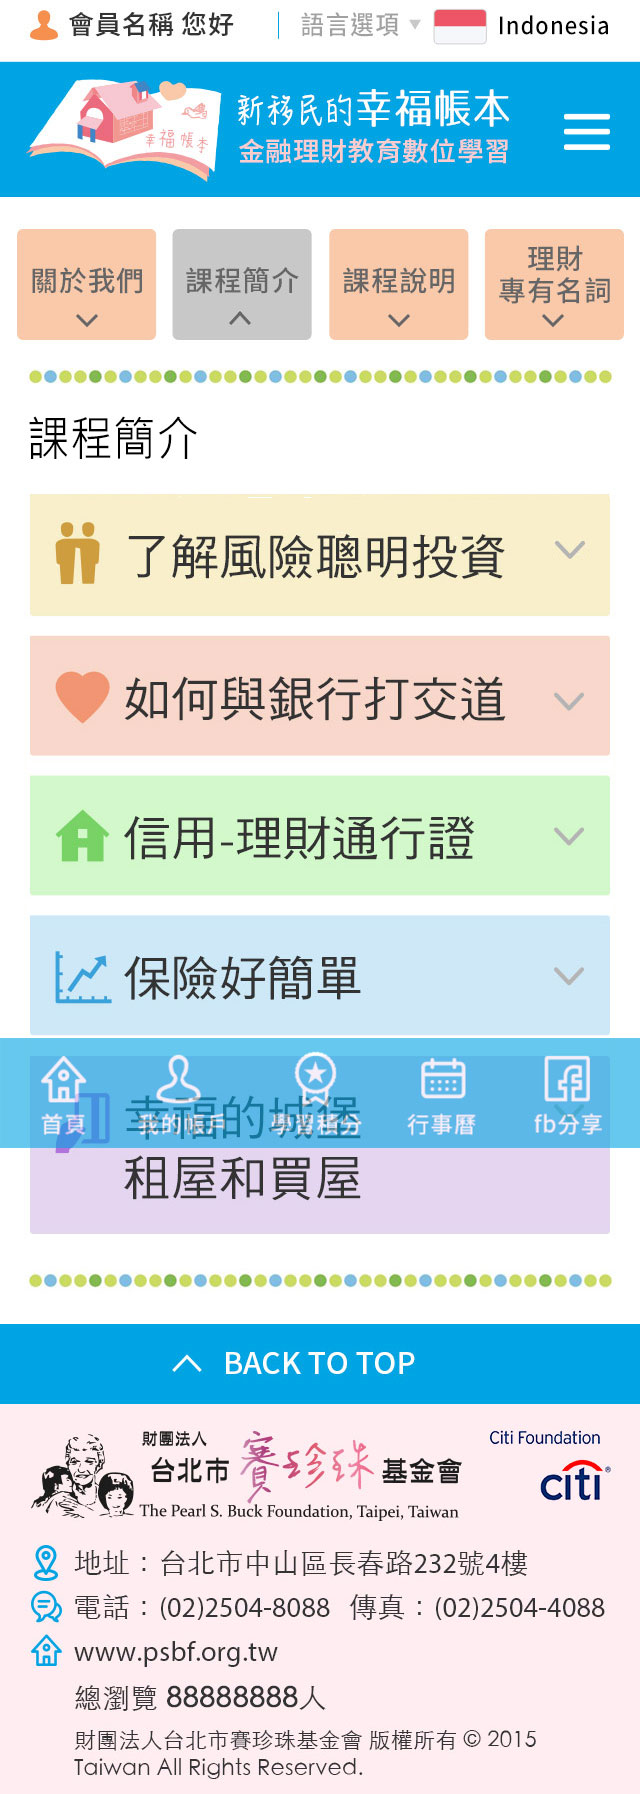 會員名稱 您好
語言選項
Indonesia
幸福帳本
新移民的幸福帳本
金融理財教育數位學習
關於我們
課程簡介
課程說明
理財
專有名詞
課程簡介
了解風險聰明投資
如何與銀行打交道
信用-理財通行證
保險好簡單
幸福的城堡
租屋和買屋
首頁
我的帳戶
學習積分
行事曆
fb分享
BACK TO TOP
財團法人
台北市賽珍珠基金會
The Pearl S. Buck Foundation, Taipei, Taiwan
Citi Foundation
citi®
地址：台北市中山區長春路232號4樓
電話：(02)2504-8088 傳真：(02)2504-4088
www.psbf.org.tw
總瀏覽 88888888人
財團法人台北市賽珍珠基金會 版權所有 © 2015
Taiwan All Rights Reserved.